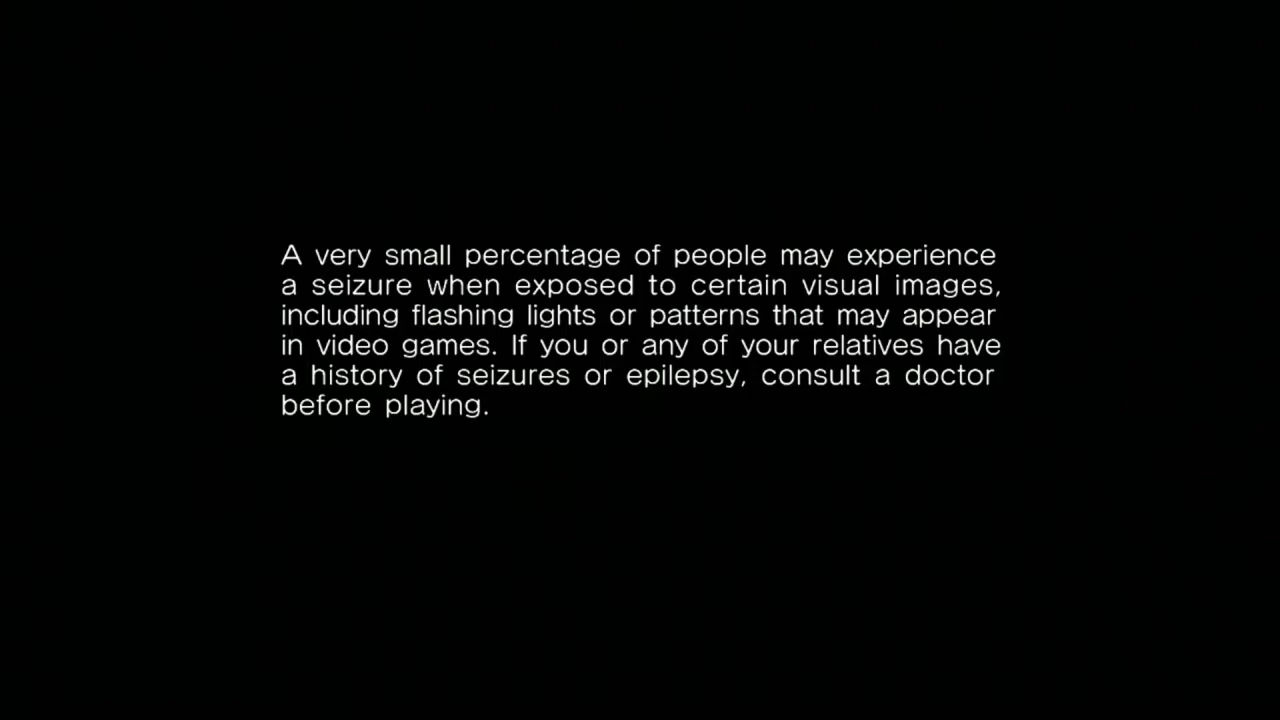 A very small percentage of people may experience
a seizure when exposed to certain visual images,
including flashing lights or patterns that may appear
in video games. If you or any of your relatives have
a history of seizures or epilepsy, consult a doctor
before playing.